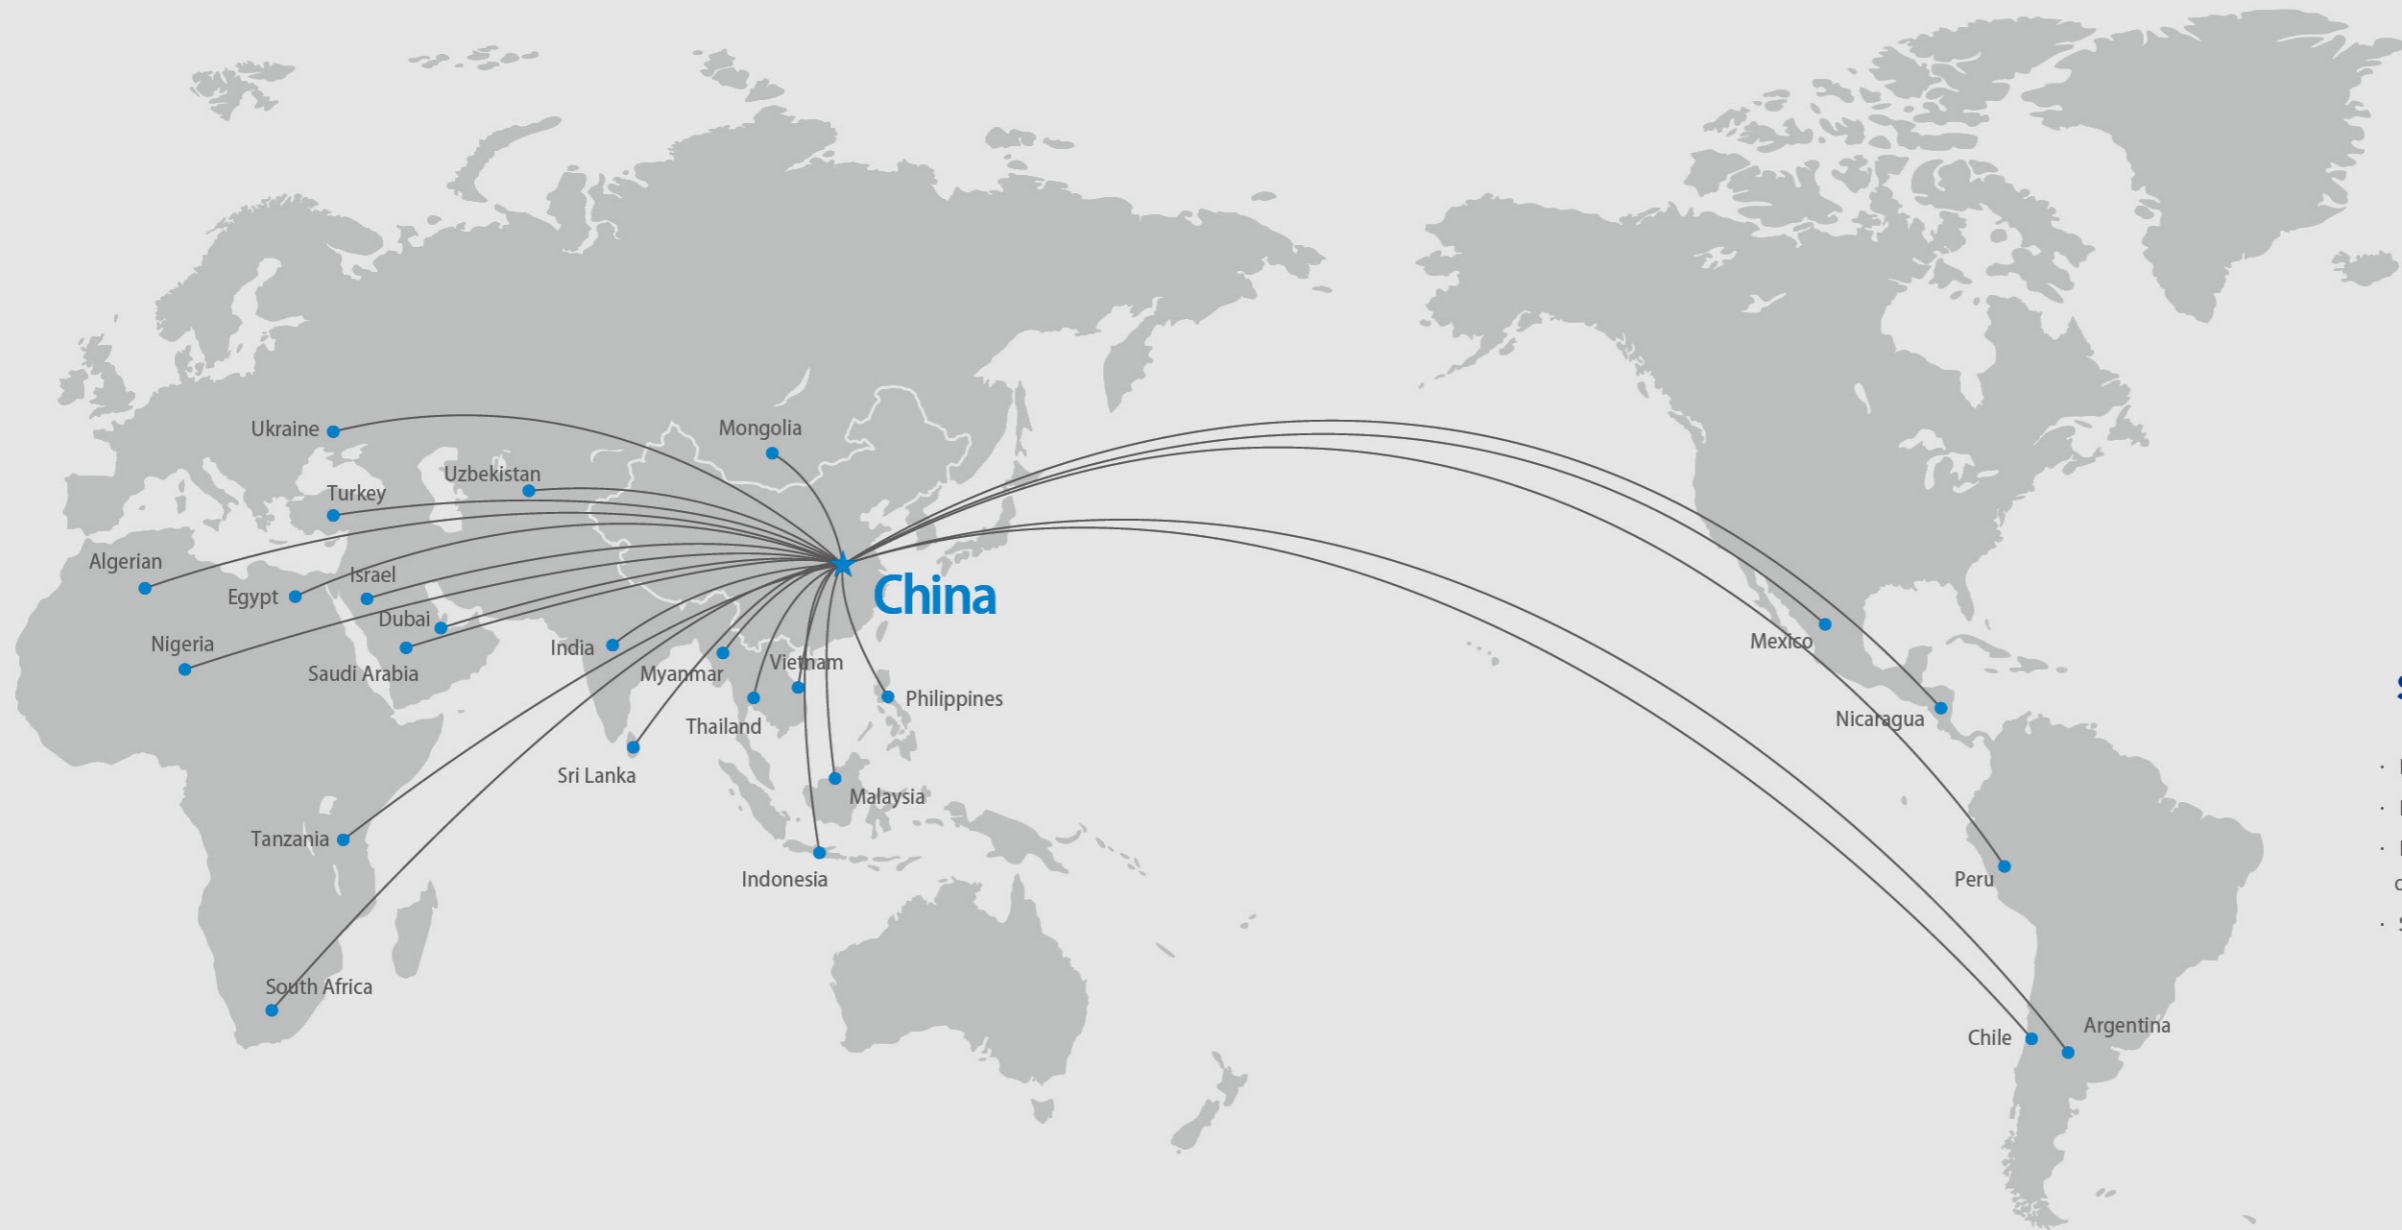 Ukraine
Mongolia
Uzbekistan
Turkey
Algerian
Israel
Egypt
China
Dubai
Nigeria
India
Mexico
Saudi Arabia
Myanmar
Vietnam
Philippines
Nicaragua
Thailand
Sri Lanka
Malaysia
Tanzania
Indonesia
Peru
South Africa
Argentina
Chile